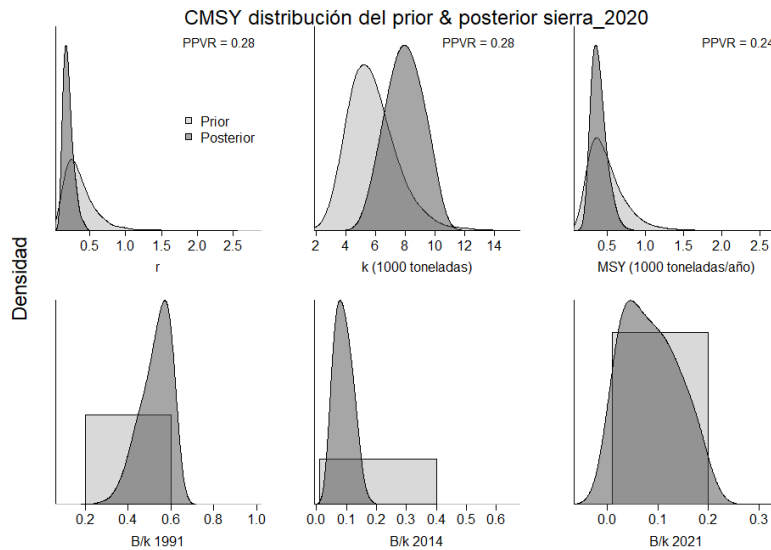 CMSY distribución del prior & posterior sierra_2020
PPVR = 0.28
PPVR = 0.28
PPVR = 0.24
Prior
Posterior
Densidad
0.5 1.0 1.5 2.0 2.5
r
2 4 6 8 10 12 14
k (1000 toneladas)
0.5 1.0 1.5 2.0 2.5
MSY (1000 toneladas/año)
0.2 0.4 0.6 0.8 1.0
B/k 1991
0.0 0.1 0.2 0.3 0.4 0.5 0.6
B/k 2014
0.0 0.1 0.2 0.3
B/k 2021